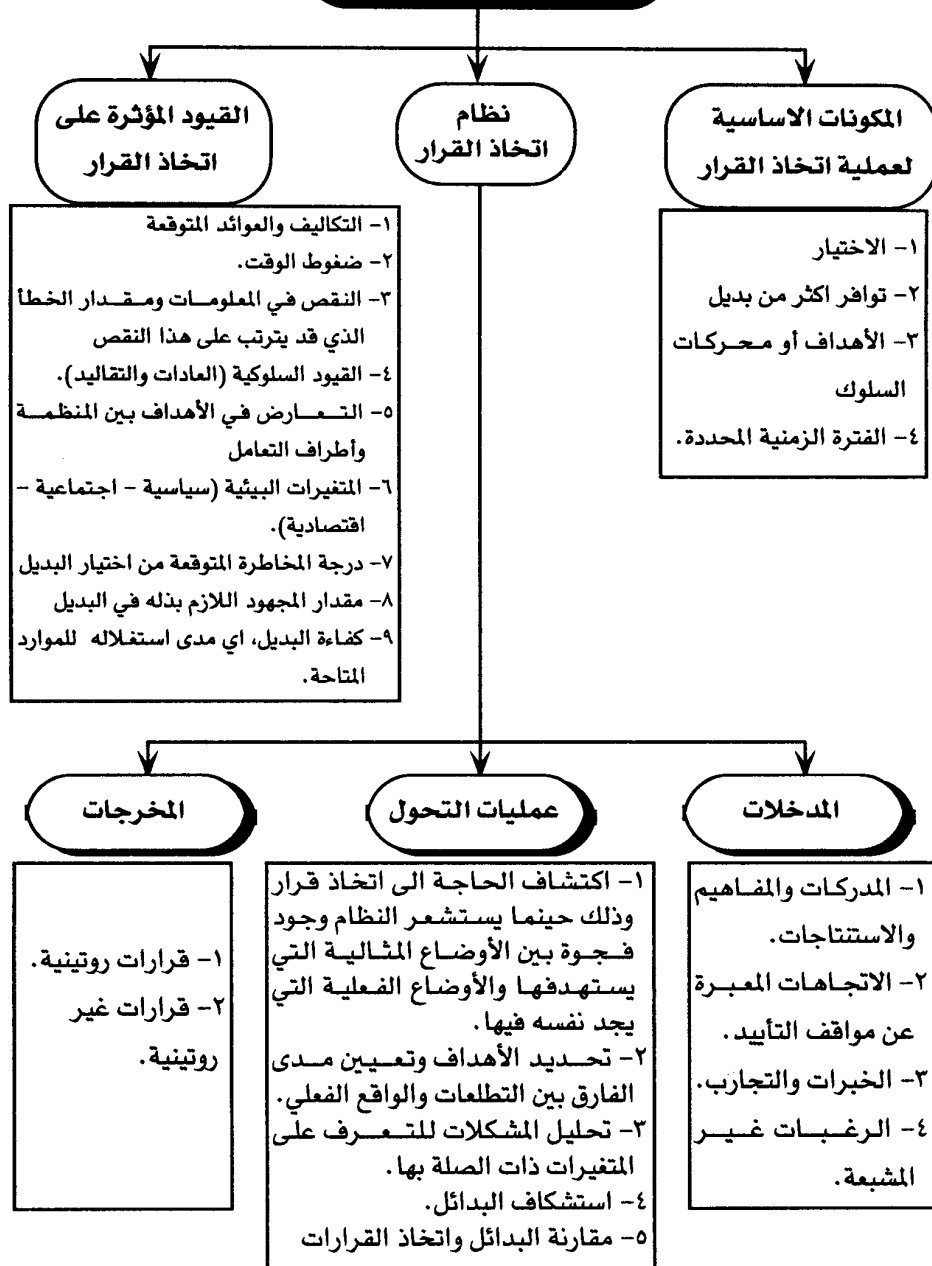 المكونات الاساسية
لعملية اتخاذ القرار
١- الاختيار
٢- توافر اكثر من بديل
٣- الأهداف أو محركات
السلوك
٤- الفترة الزمنية المحددة.
نظام
اتخاذ القرار
القيود المؤثرة على
اتخاذ القرار
١- التكاليف والعوائد المتوقعة
٢- ضغوط الوقت.
٣- النقص في المعلومات ومقدار الخطأ
الذي قد يترتب على هذا النقص
٤- القيود السلوكية (العادات والتقاليد).
٥- التعارض في الأهداف بين المنظمة
وأطراف التعامل
٦- المتغيرات البيئية (سياسية – اجتماعية –
اقتصادية).
٧- درجة المخاطرة المتوقعة من اختيار البديل
٨- مقدار المجهود اللازم بذله في البديل
٩- كفاءة البديل، اي مدى استغلاله للموارد
المتاحة.
المدخلات
١- المدركات والمفاهيم
والاستنتاجات.
٢- الاتجاهات المعبرة
عن مواقف التأييد.
٣- الخبرات والتجارب.
٤- الرغبات غير
المشبعة.
عمليات التحول
١- اكتشاف الحاجة الى اتخاذ قرار
وذلك حينما يستشعر النظام وجود
فجوة بين الأوضاع المثالية التي
يستهدفها والأوضاع الفعلية التي
يجد نفسه فيها.
٢- تحديد الأهداف وتعيين مدى
الفارق بين التطلعات والواقع الفعلي.
٣- تحليل المشكلات للتعرف على
المتغيرات ذات الصلة بها.
٤- استشكاف البدائل.
٥- مقارنة البدائل واتخاذ القرارات
المخرجات
١- قرارات روتينية.
٢- قرارات غير
روتينية.